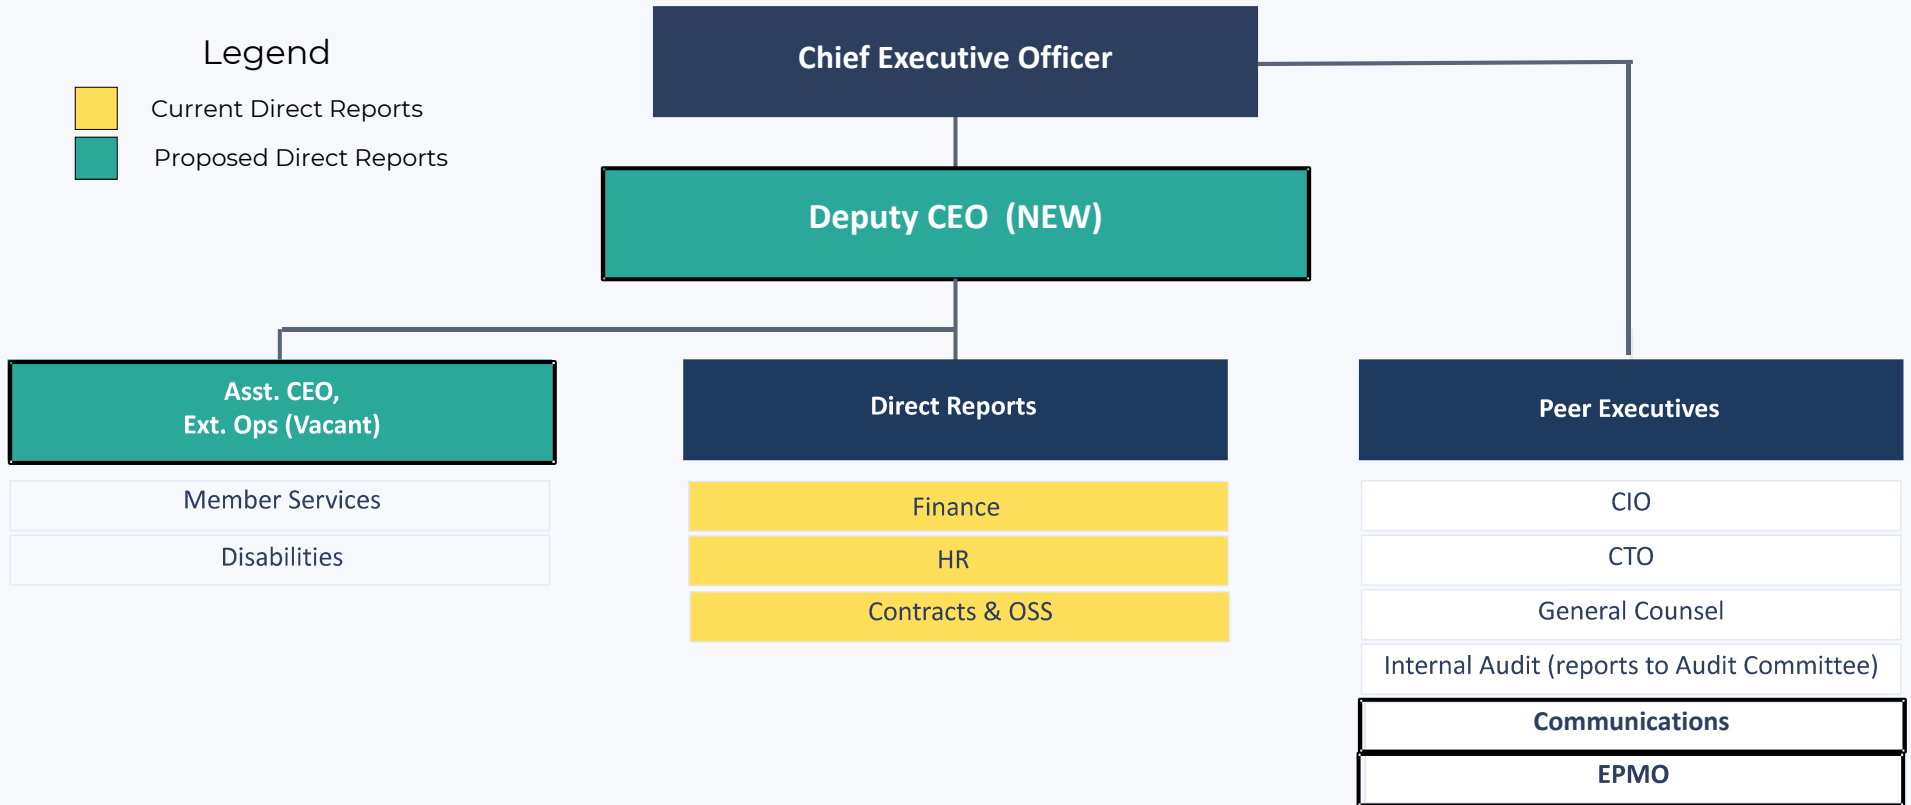 Legend
Current Direct Reports
Proposed Direct Reports
Chief Executive Officer
Deputy CEO (NEW)
Asst. CEO,
Ext. Ops (Vacant)
Member Services
Disabilities
Direct Reports
Finance
HR
Contracts & OSS
Peer Executives
CIO
CTO
General Counsel
Internal Audit (reports to Audit Committee)
Communications
EPMO